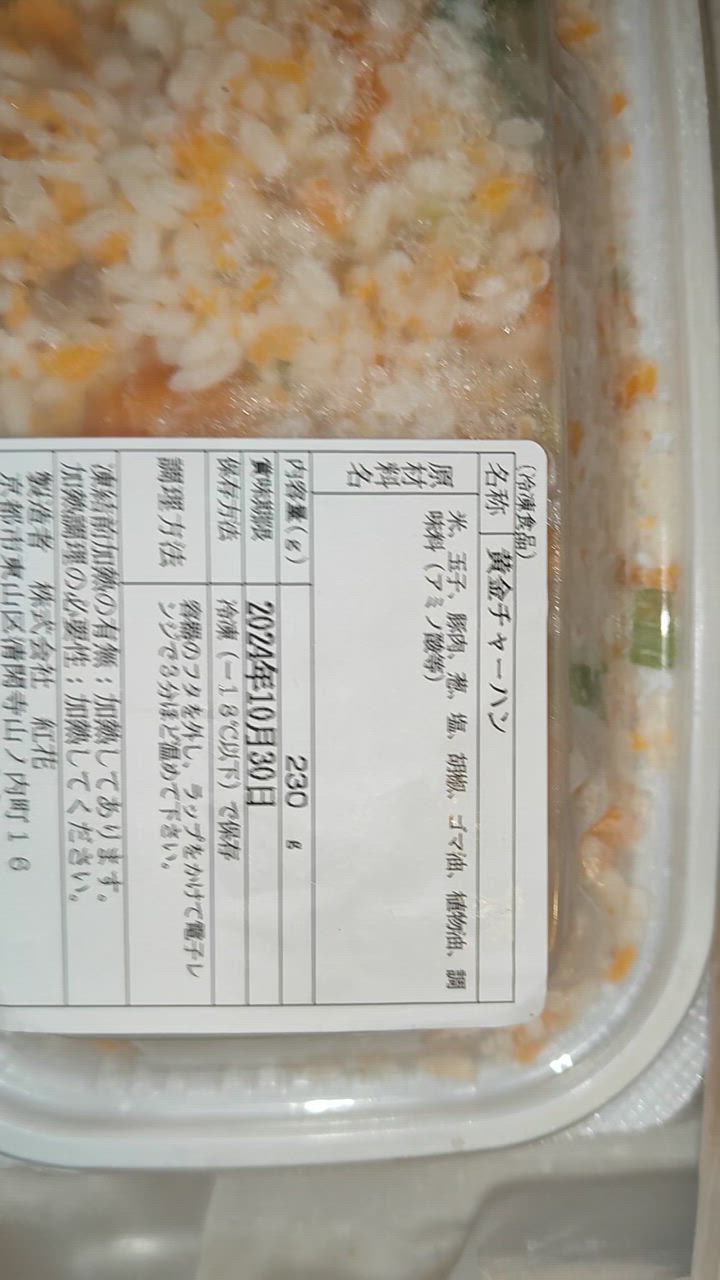 (冷凍食品)
名称 黄金チャーハン
原材料名 米、玉子、豚肉、葱、塩、胡椒、ゴマ油、植物油、調
味料（アミノ酸等）
内容量(g) 230 g
賞味期限 2024年10月30日
保存方法 冷凍（－18℃以下）で保存
調理方法 容器のフタを外し、ラップをかけて電子レ
ンジで3分ほど温めて下さい。
凍結前加熱の有無：加熱してあります。
加熱調理の必要性：加熱してください。
製造者 株式会社 紅花
京都市東山区清閑寺山ノ内町16